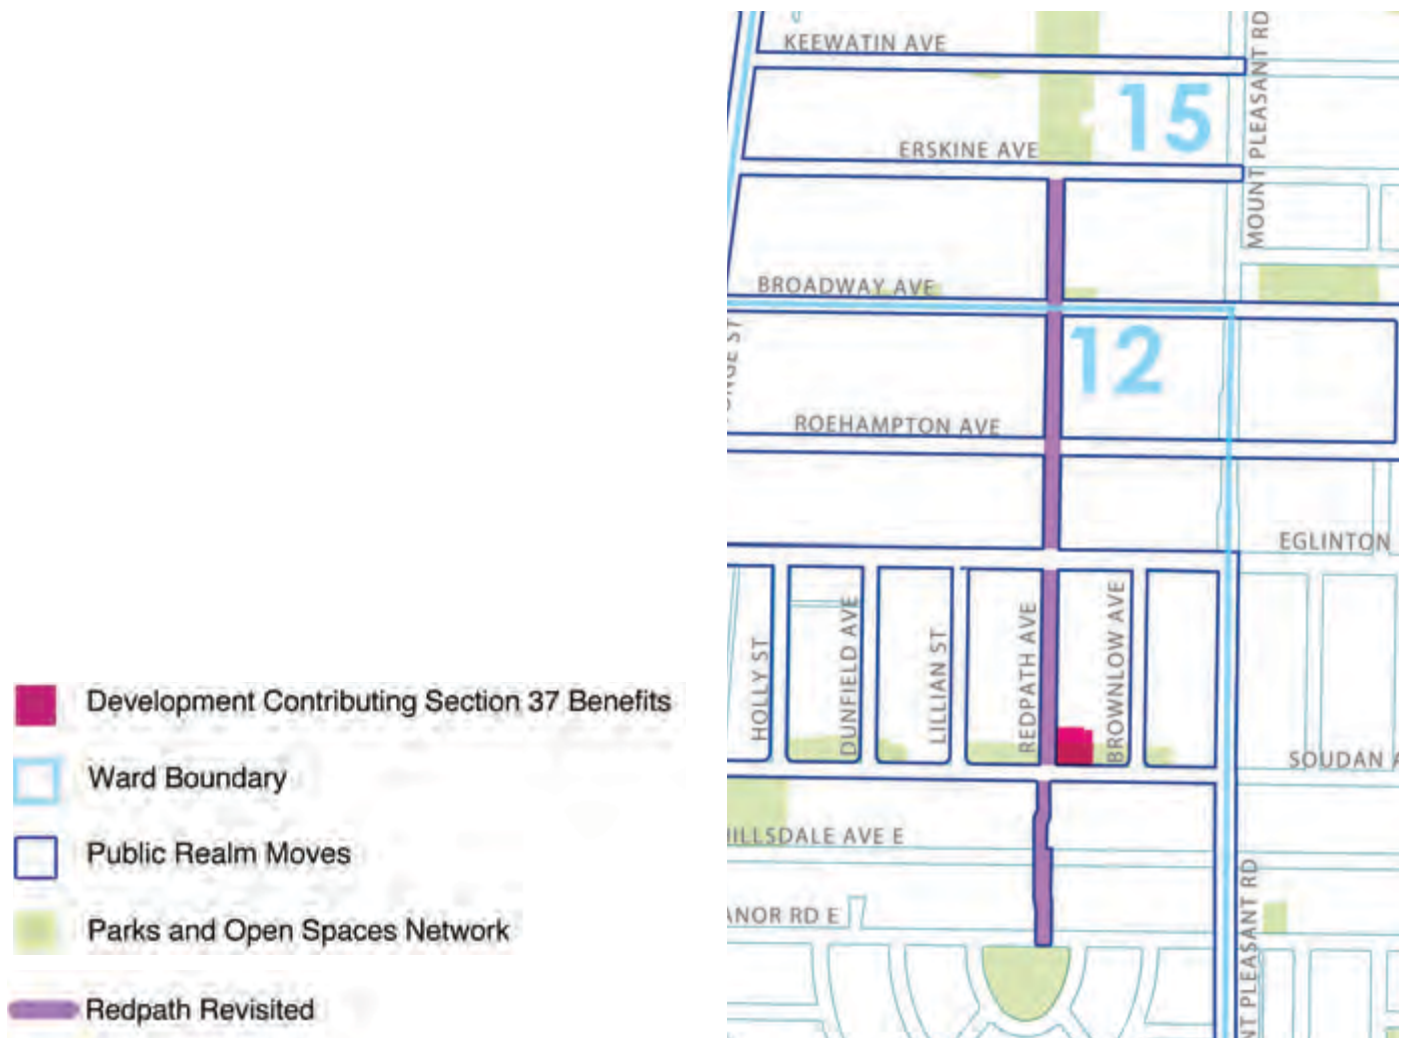 Development Contributing Section 37 Benefits
Ward Boundary
Public Realm Moves
Parks and Open Spaces Network
Redpath Revisited
KEEWATIN AVE
MOUNT PLEASANT RD
15
ERSKINE AVE
BROADWAY AVE
12
ROEHAMPTON AVE
EGLINTON
HOLLY ST
DUNFIELD AVE
LILLIAN ST
REDPATH AVE
BROWNLOW AVE
SOUDAN
ILLSDALE AVE E
ANOR RD E
NT PLEASANT RD